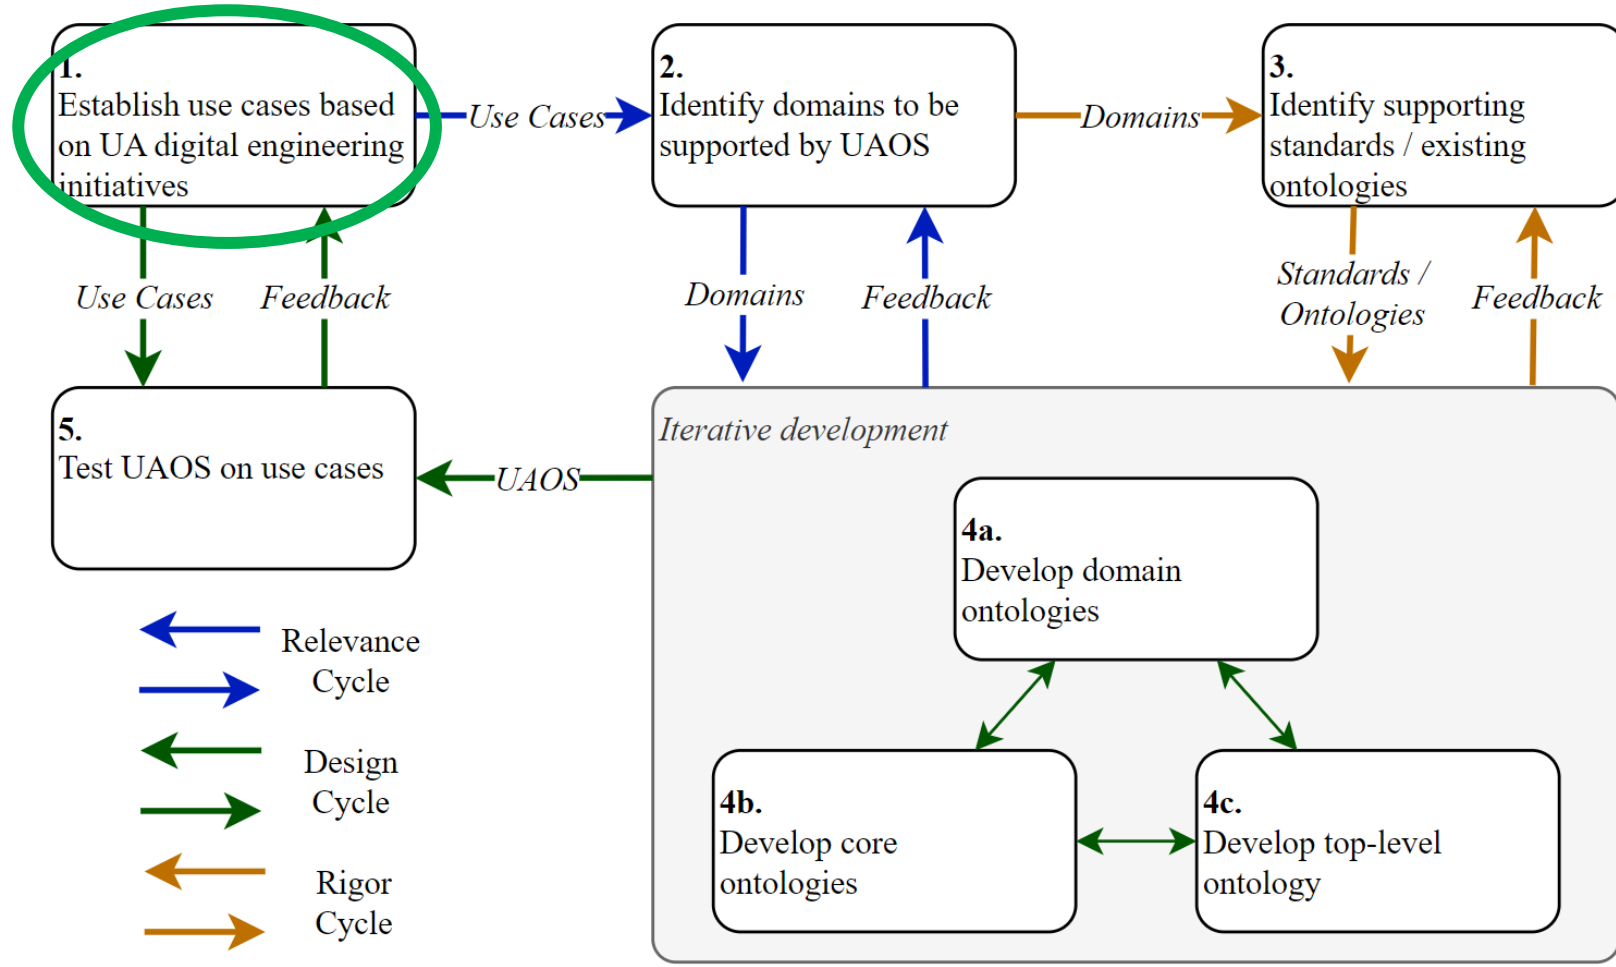 1.
Establish use cases based
on UA digital engineering
initiatives
Use Cases
2.
Identify domains to be
supported by UAOS
Domains
3.
Identify supporting
standards / existing
ontologies
Use Cases
Feedback
Domains
Feedback
Standards /
Ontologies
Feedback
5.
Test UAOS on use cases
UAOS
Iterative development
4a.
Develop domain
ontologies
4b.
Develop core
ontologies
4c.
Develop top-level
ontology
Relevance
Cycle
Design
Cycle
Rigor
Cycle